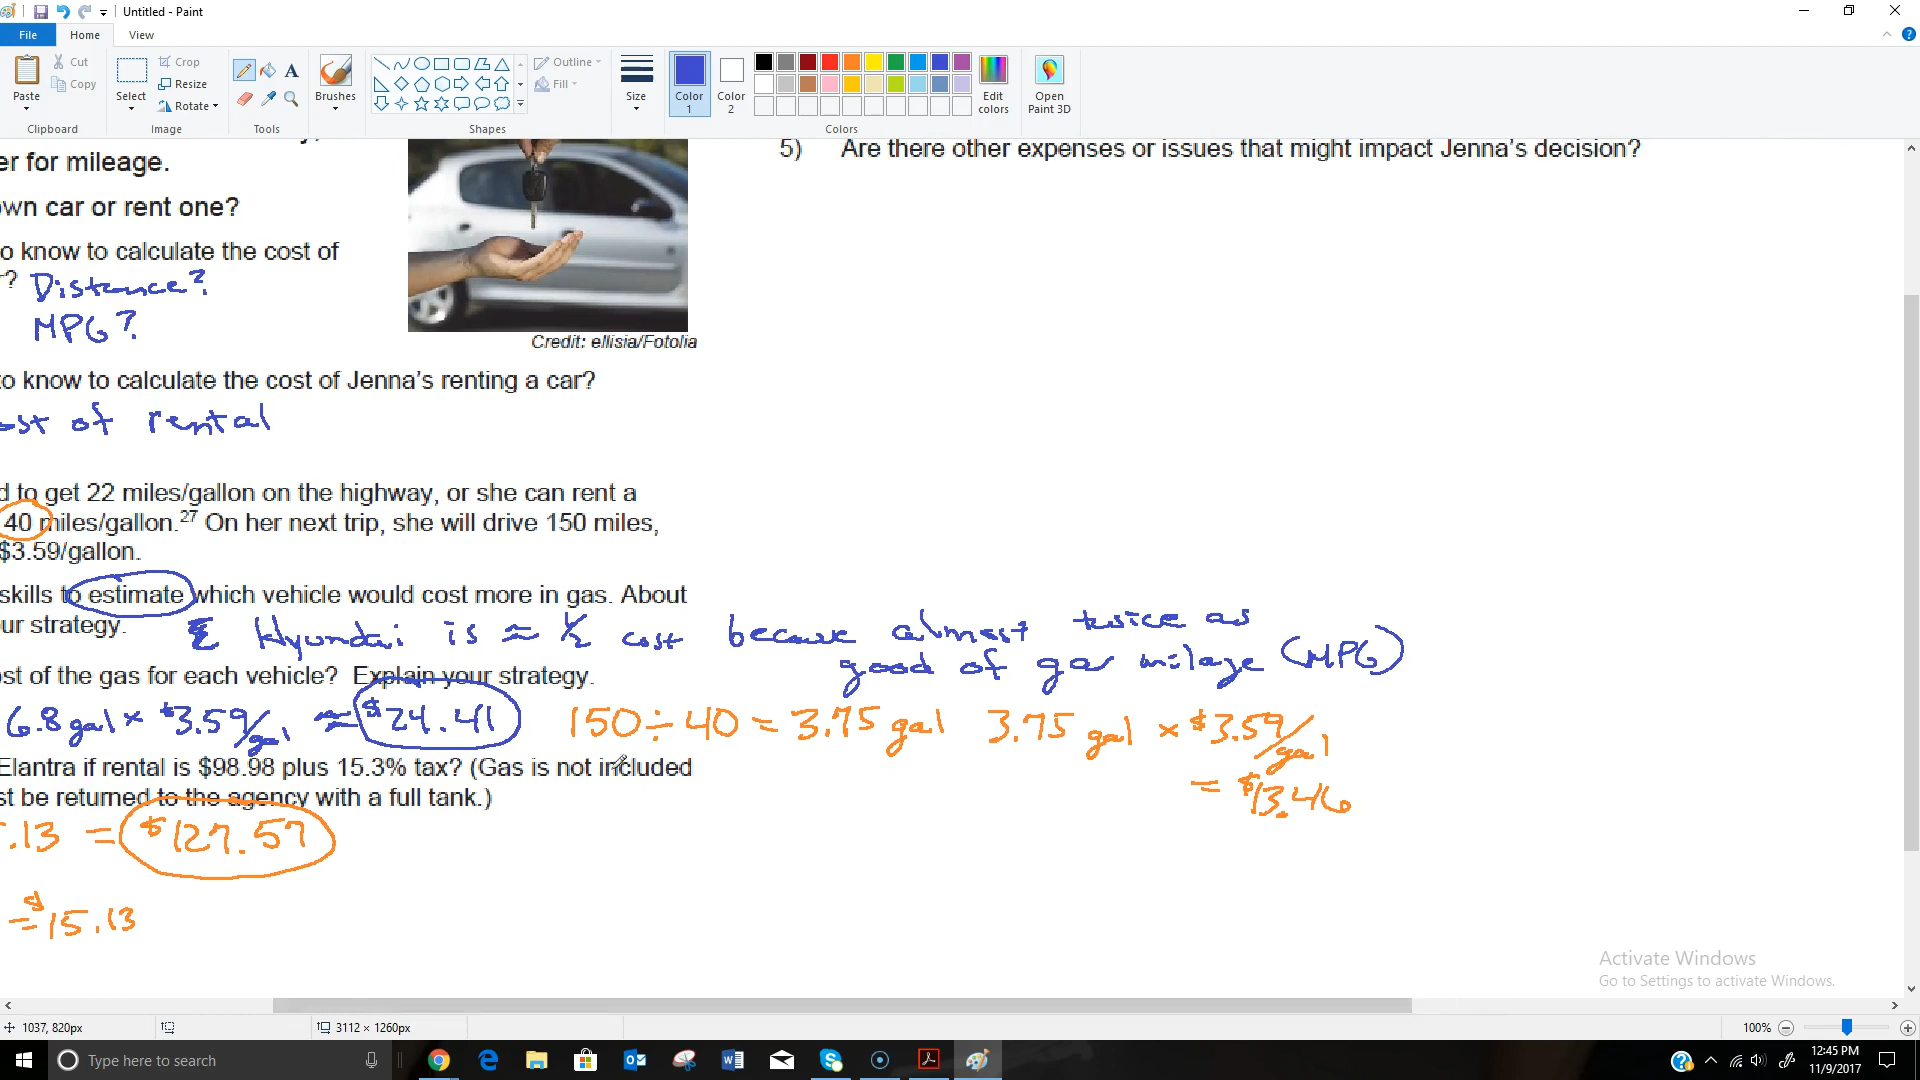 Untitled - Paint
File Home View
Paste
Cut
Copy
Clipboard
Select
Crop
Resize
Rotate
Image
Tools
Brushes
Shapes
Outline
Fill
Size
Color 1
Color 2
Edit colors
Colors
Open Paint 3D
er for mileage.
own car or rent one?
o know to calculate the cost of
r? Distance?
MPG?
Credit: ellisia/Fotolia
to know to calculate the cost of Jenna's renting a car?
ost of rental
d to get 22 miles/gallon on the highway, or she can rent a
40 miles/gallon.27 On her next trip, she will drive 150 miles,
$3.59/gallon.
skills to estimate which vehicle would cost more in gas. About
ur strategy.
Hyundai is ≈ 1/2 cost because almost twice as
good of gas milage (MPG)
ost of the gas for each vehicle? Explain your strategy.
6.8 gal × $3.59/gal ≈ $24.41
150 ÷ 40 = 3.75 gal 3.75 gal × $3.59/gal
= $13.46
Elantra if rental is $98.98 plus 15.3% tax? (Gas is not included
st be returned to the agency with a full tank.)
.13 = $127.57
= $15.13
5) Are there other expenses or issues that might impact Jenna's decision?
Activate Windows
Go to Settings to activate Windows.
1037, 820px
3112 × 1260px
100%
Type here to search
12:45 PM
11/9/2017